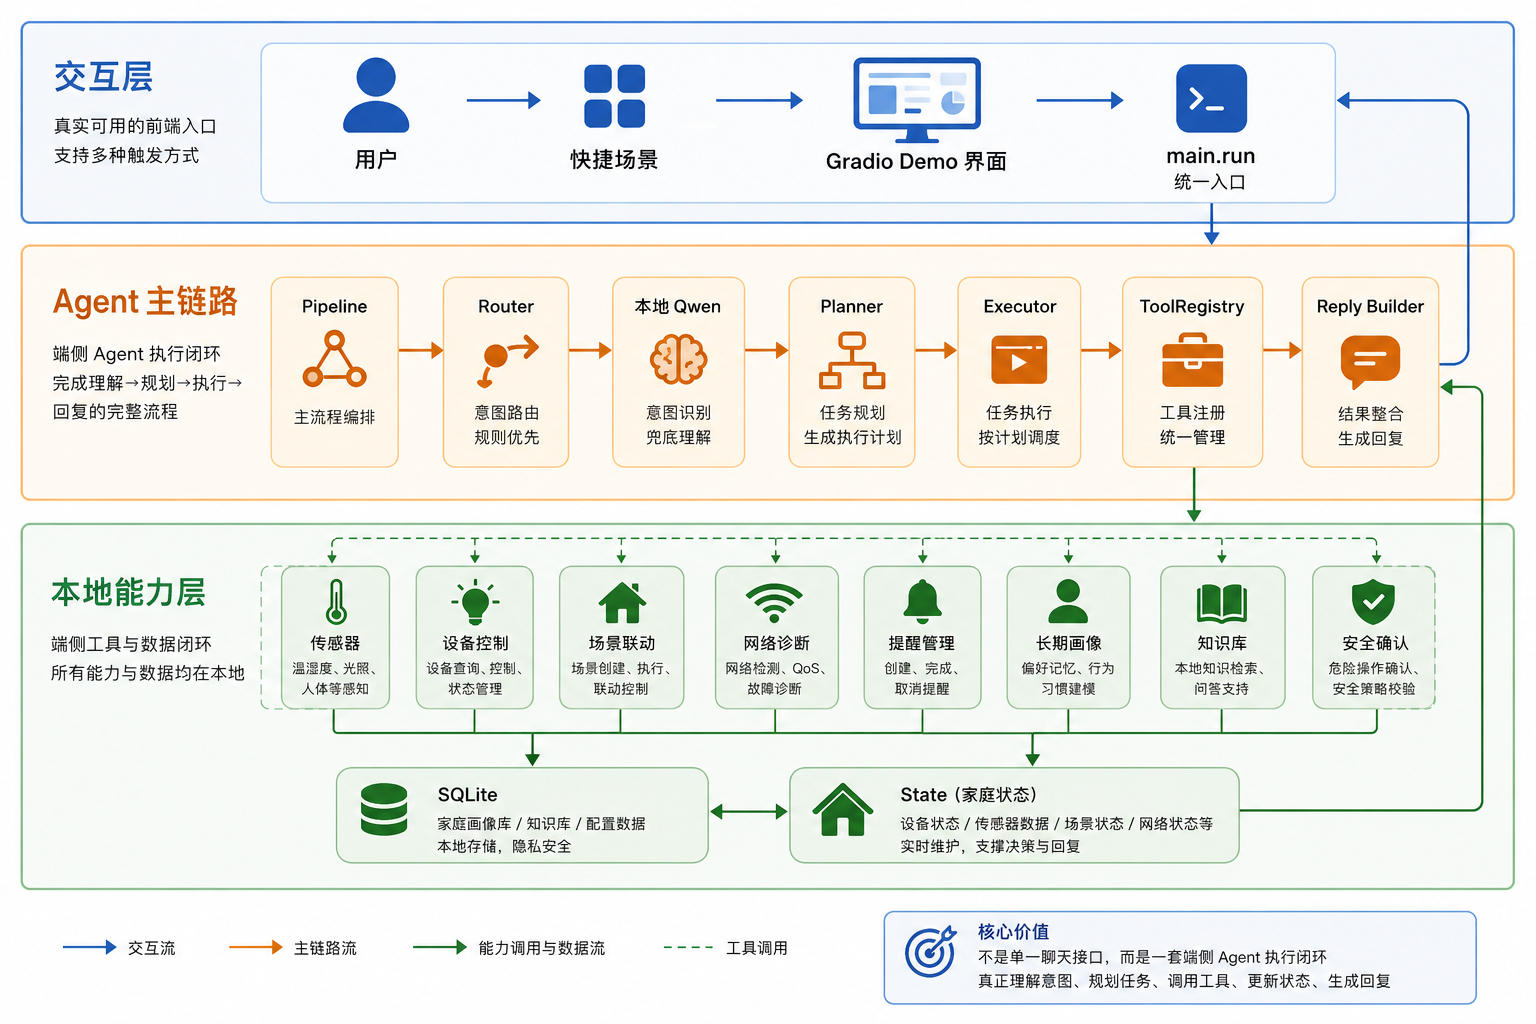 交互层
真实可用的前端入口
支持多种触发方式
用户
快捷场景
Gradio Demo 界面
main.run
统一入口
Agent 主链路
端侧 Agent 执行闭环
完成理解→规划→执行→
回复的完整流程
Pipeline
主流程编排
Router
意图路由
规则优先
本地 Qwen
意图识别
兜底理解
Planner
任务规划
生成执行计划
Executor
任务执行
按计划调度
ToolRegistry
工具注册
统一管理
Reply Builder
结果整合
生成回复
本地能力层
端侧工具与数据闭环
所有能力与数据均在本地
传感器
温湿度、光照、
人体等感知
设备控制
设备查询、控制、
状态管理
场景联动
场景创建、执行、
联动控制
网络诊断
网络检测、QoS、
故障诊断
提醒管理
创建、完成、
取消提醒
长期画像
偏好记忆、行为
习惯建模
知识库
本地知识检索、
问答支持
安全确认
危险操作确认、
安全策略校验
SQLite
家庭画像库 / 知识库 / 配置数据
本地存储，隐私安全
State（家庭状态）
设备状态 / 传感器数据 / 场景状态 / 网络状态等
实时维护，支撑决策与回复
交互流
主链路流
能力调用与数据流
工具调用
核心价值
不是单一聊天接口，而是一套端侧 Agent 执行闭环
真正理解意图、规划任务、调用工具、更新状态、生成回复